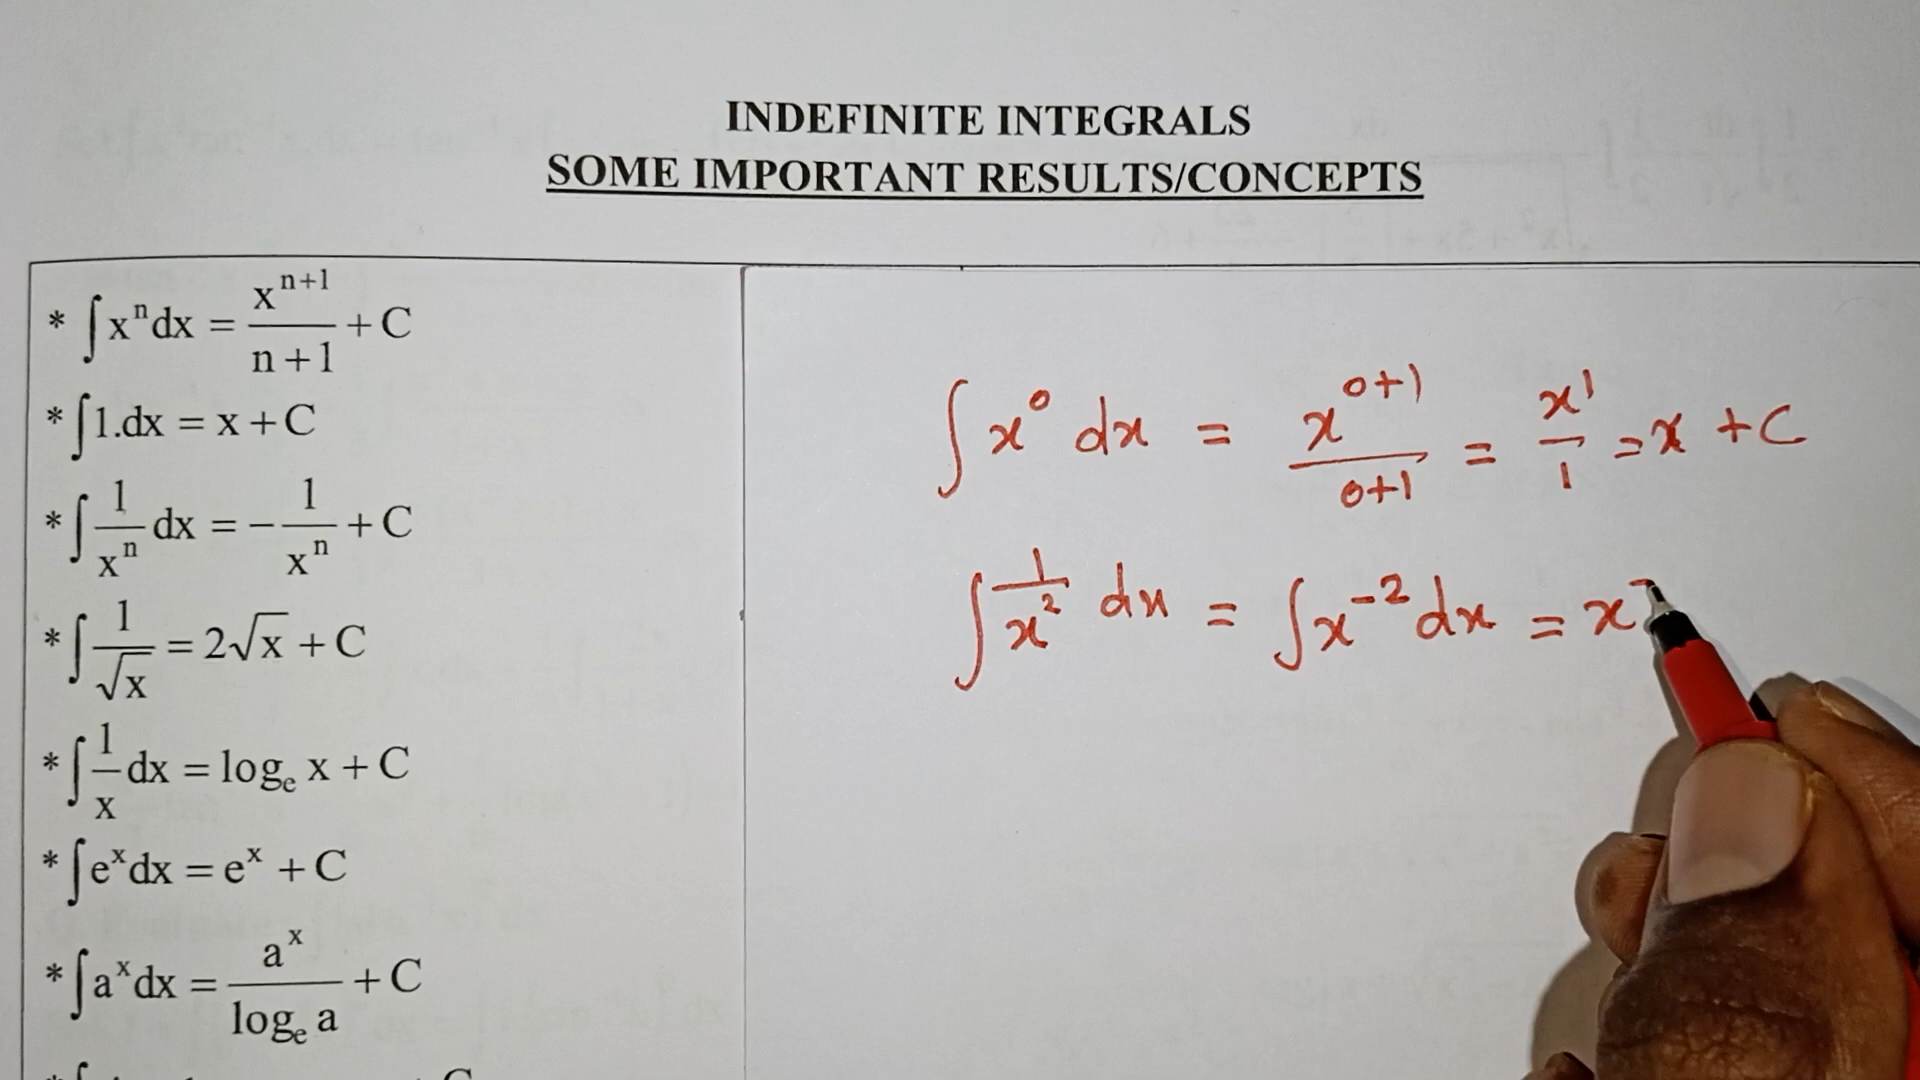 INDEFINITE INTEGRALS
SOME IMPORTANT RESULTS/CONCEPTS
* ∫xⁿdx = xⁿ⁺¹/(n+1) + C
* ∫1.dx = x + C
* ∫1/xⁿ dx = −1/xⁿ + C
* ∫1/√x = 2√x + C
* ∫1/x dx = logₑ x + C
* ∫eˣdx = eˣ + C
* ∫aˣdx = aˣ/logₑ a + C
∫x⁰ dx = x⁰⁺¹/(0+1) = x¹/1 = x + C
∫1/x² dx = ∫x⁻² dx = x⁻